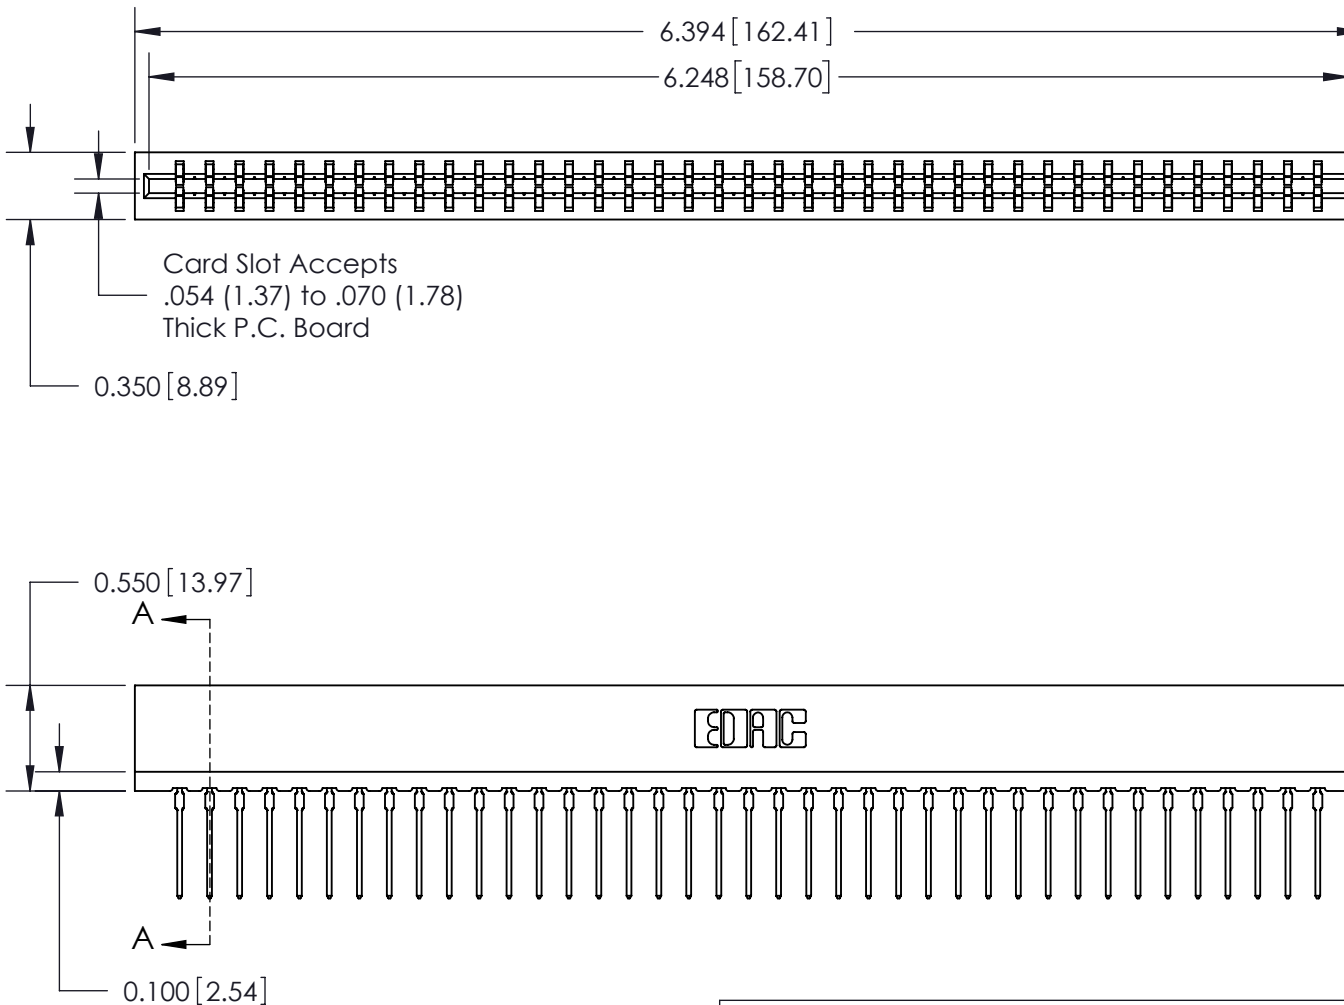 6.394 [162.41]
6.248 [158.70]
Card Slot Accepts
.054 (1.37) to .070 (1.78)
Thick P.C. Board
0.350 [8.89]
0.550 [13.97]
A
EDAC
A
0.100 [2.54]